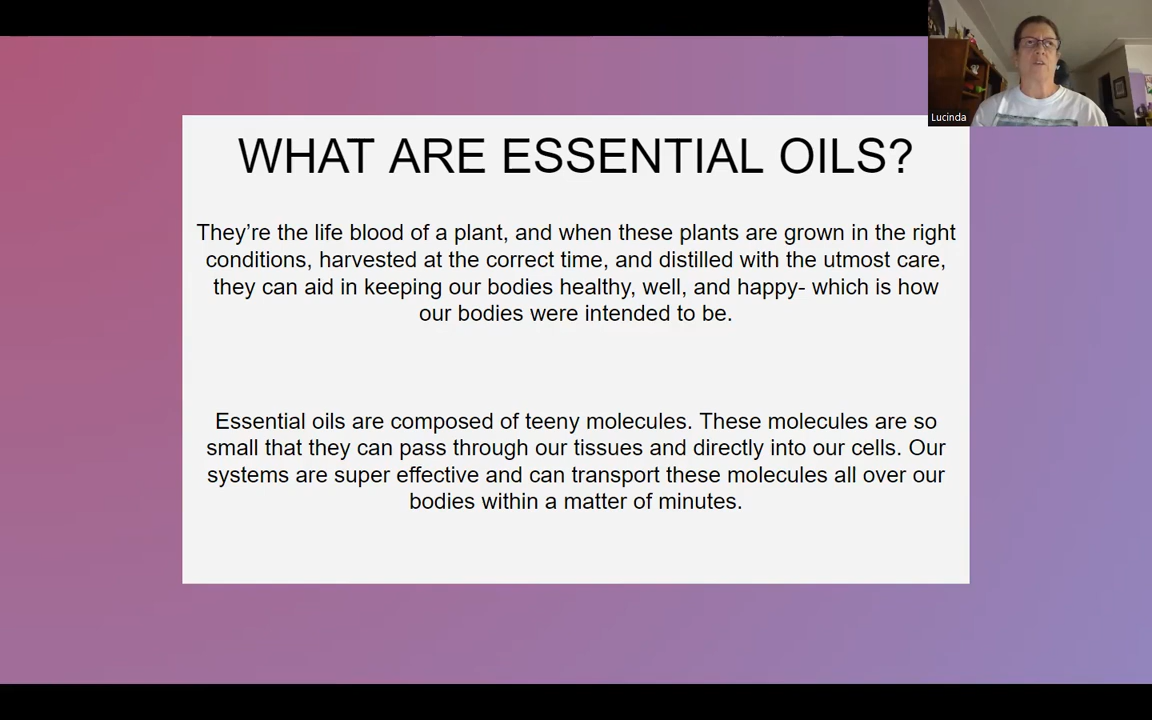 Lucinda
WHAT ARE ESSENTIAL OILS?
They’re the life blood of a plant, and when these plants are grown in the right
conditions, harvested at the correct time, and distilled with the utmost care,
they can aid in keeping our bodies healthy, well, and happy- which is how
our bodies were intended to be.
Essential oils are composed of teeny molecules. These molecules are so
small that they can pass through our tissues and directly into our cells. Our
systems are super effective and can transport these molecules all over our
bodies within a matter of minutes.